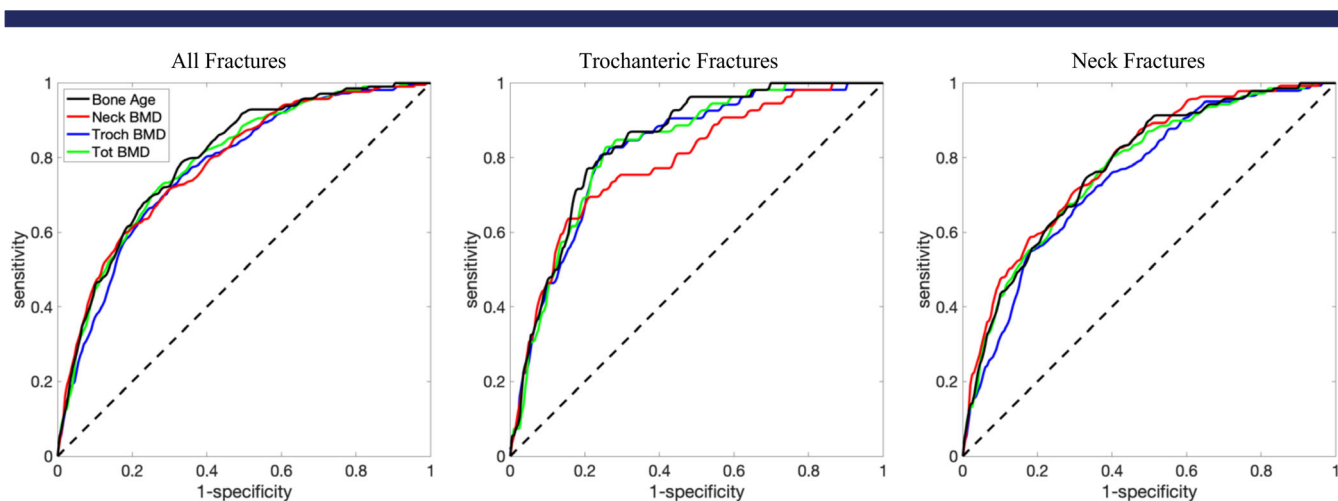 All Fractures
Trochanteric Fractures
Neck Fractures
Bone Age
Neck BMD
Troch BMD
Tot BMD
sensitivity
1
0.8
0.6
0.4
0.2
0
0
0.2
0.4
0.6
0.8
1
1-specificity
sensitivity
1
0.8
0.6
0.4
0.2
0
0
0.2
0.4
0.6
0.8
1
1-specificity
sensitivity
1
0.8
0.6
0.4
0.2
0
0
0.2
0.4
0.6
0.8
1
1-specificity